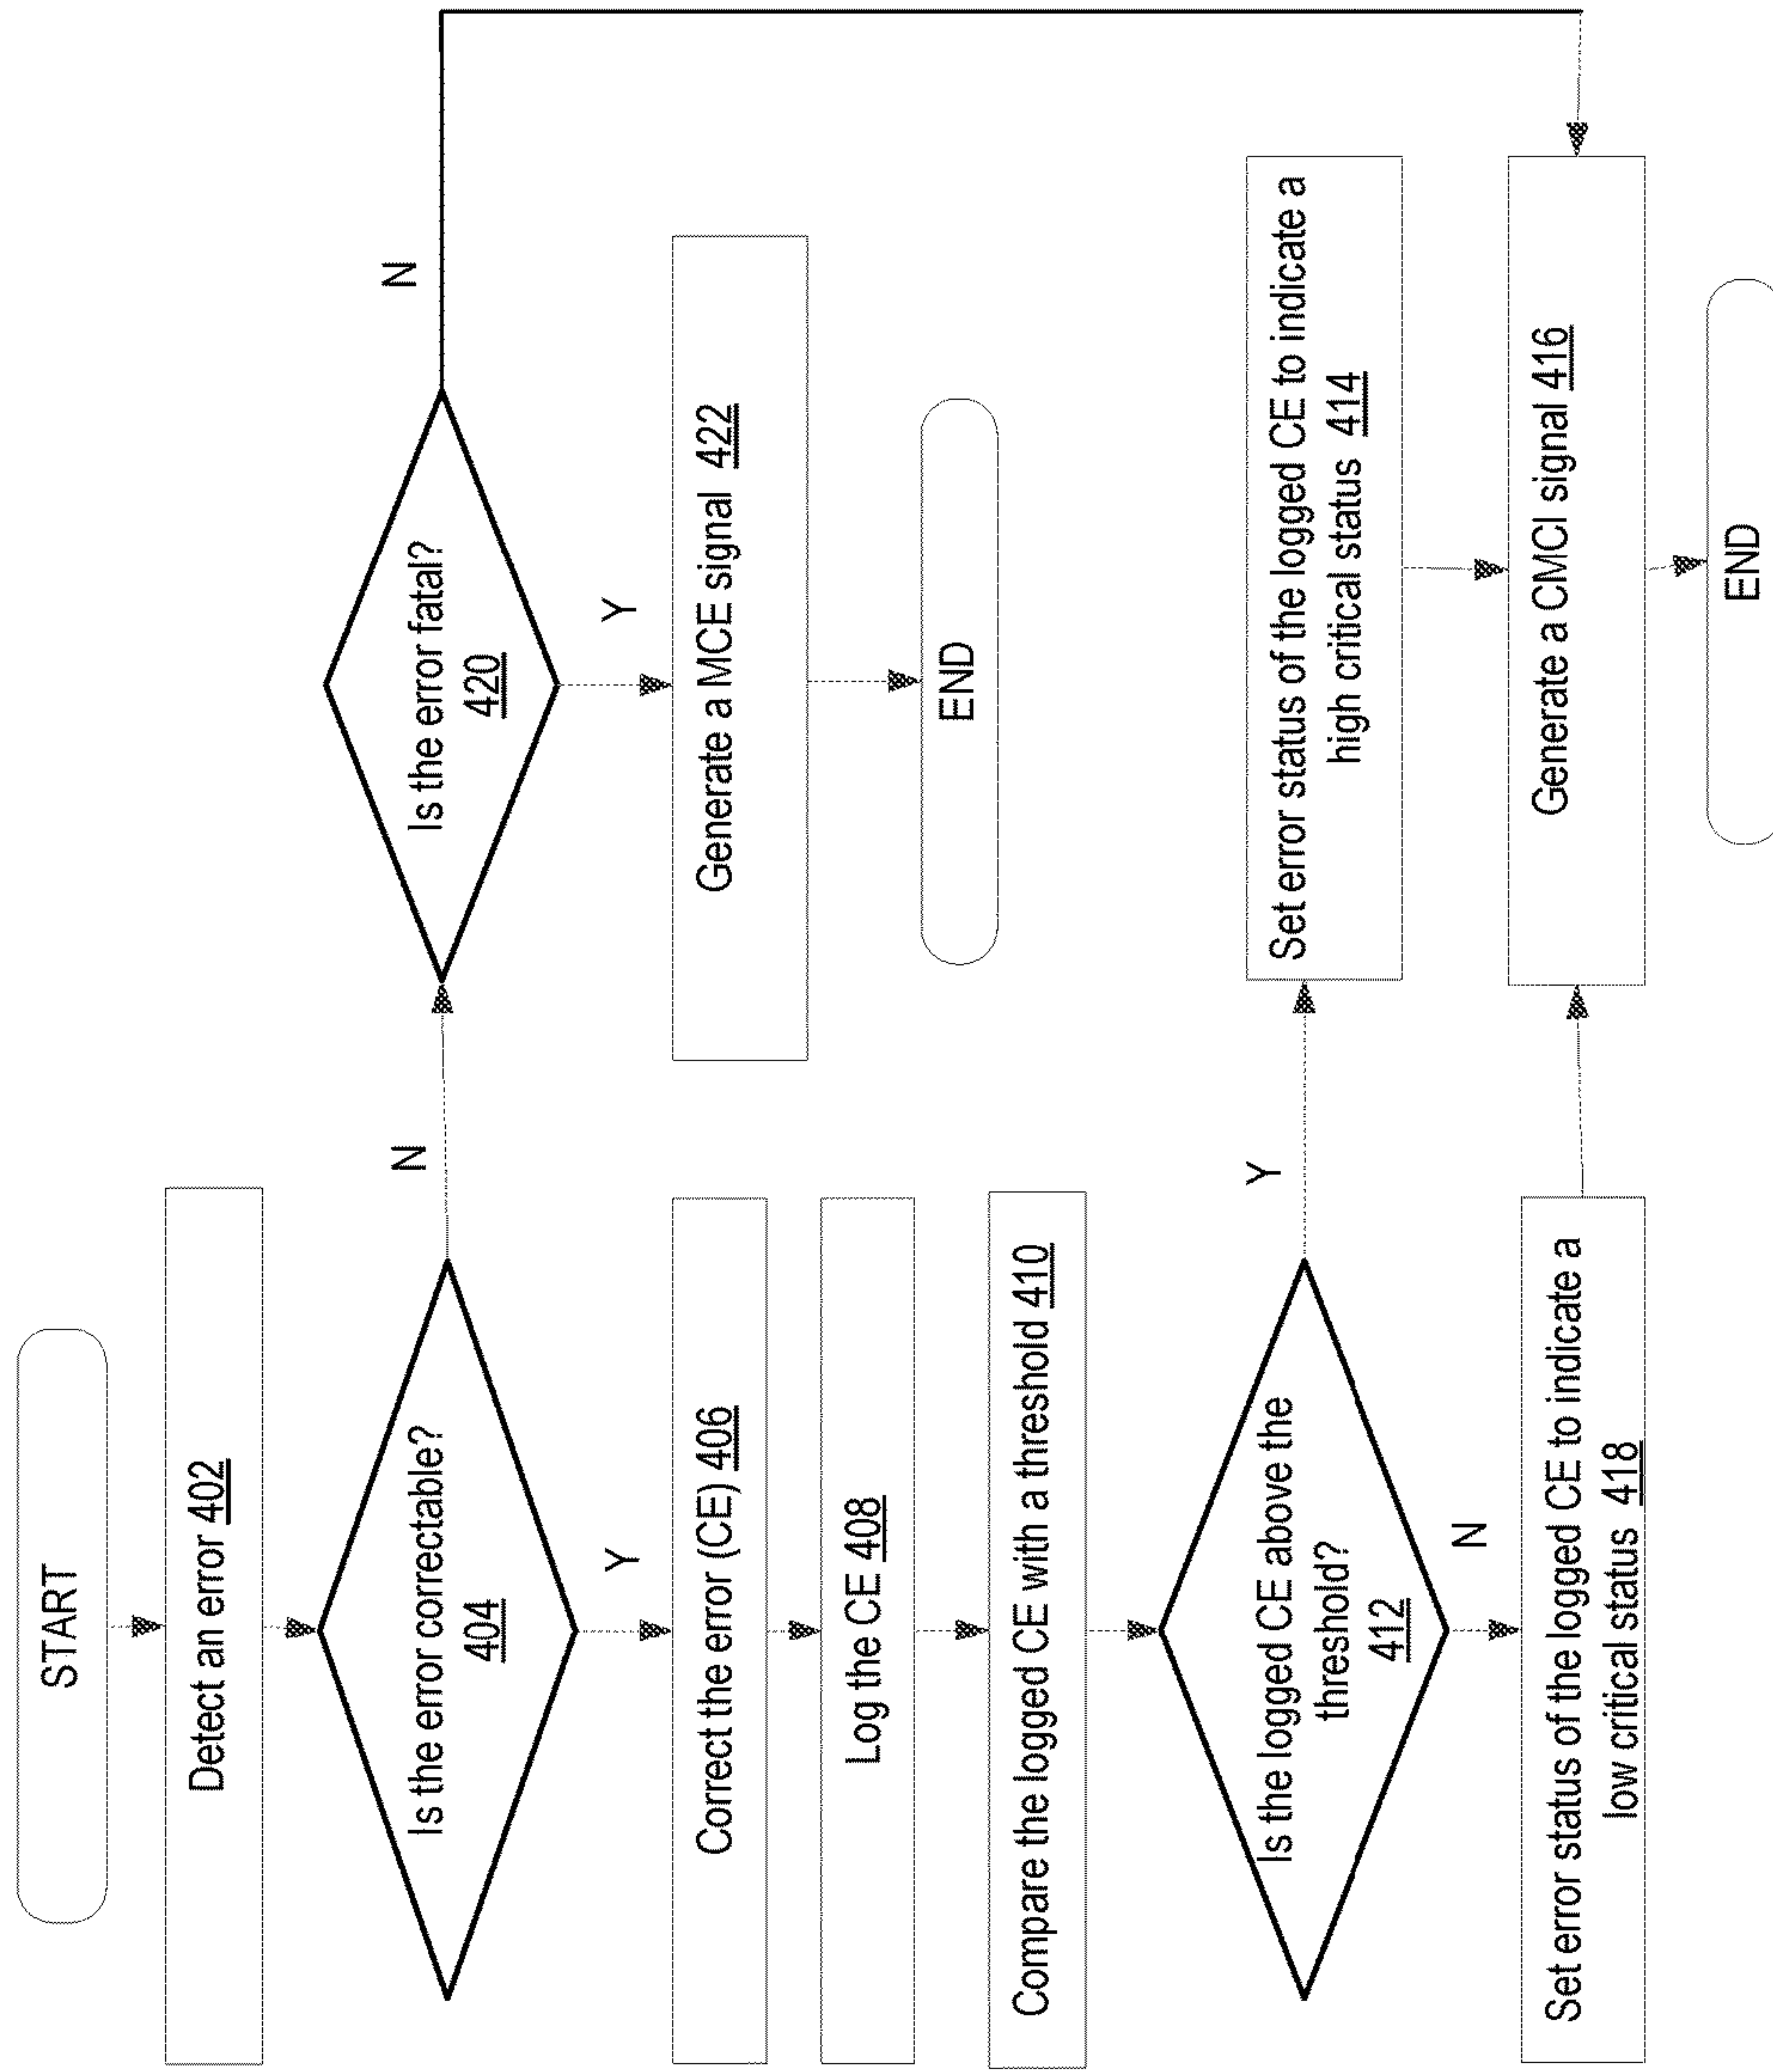 START
Detect an error 402
Is the error correctable?
404
N
Y
Correct the error (CE) 406
Log the CE 408
Compare the logged CE with a threshold 410
Is the logged CE above the
threshold?
412
Y
N
Set error status of the logged CE to indicate a
low critical status 418
Is the error fatal?
420
N
Y
Generate a MCE signal 422
END
Set error status of the logged CE to indicate a
high critical status 414
Generate a CMCI signal 416
END